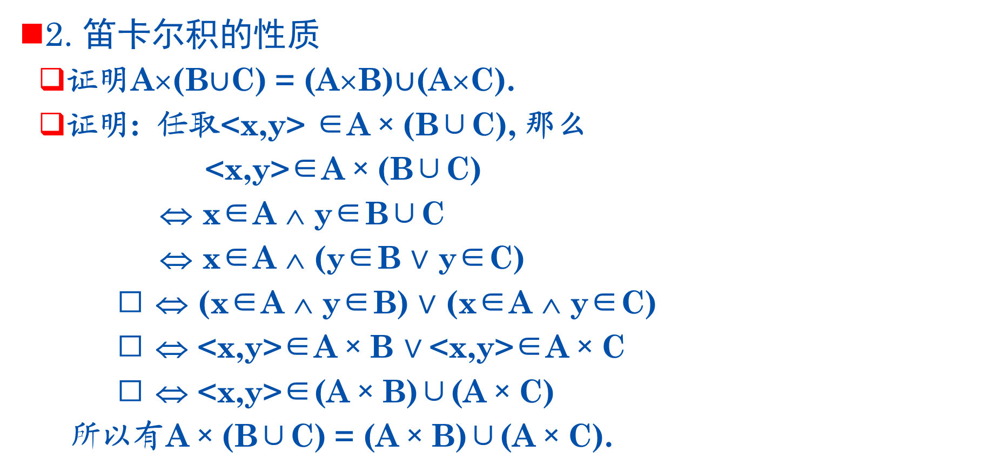 ■2. 笛卡尔积的性质
❑证明A×(B∪C) = (A×B)∪(A×C).
❑证明: 任取<x,y> ∈A × (B∪C), 那么
<x,y>∈A × (B∪C)
⇔ x∈A ∧ y∈B∪C
⇔ x∈A ∧ (y∈B ∨ y∈C)
□ ⇔ (x∈A ∧ y∈B) ∨ (x∈A ∧ y∈C)
□ ⇔ <x,y>∈A × B ∨<x,y>∈A × C
□ ⇔ <x,y>∈(A × B)∪(A × C)
所以有A × (B∪C) = (A × B)∪(A × C).